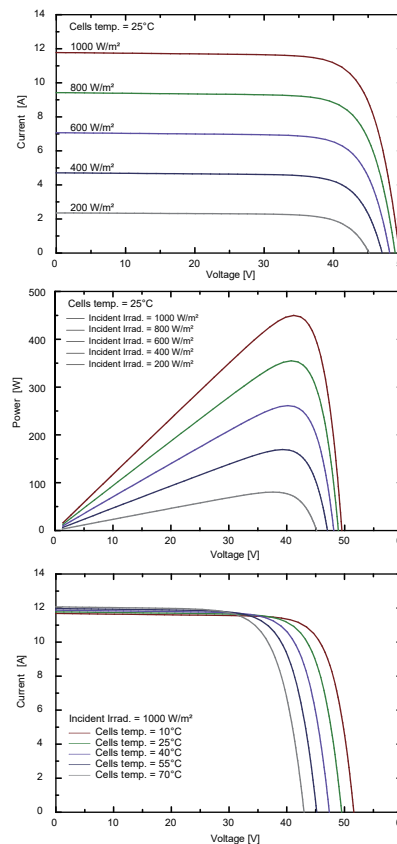 14
Cells temp. = 25°C
1000 W/m²
12
10
800 W/m²
8
600 W/m²
6
400 W/m²
4
200 W/m²
2
0
Current [A]
0 10 20 30 40
Voltage [V]
500
Cells temp. = 25°C
Incident Irrad. = 1000 W/m²
Incident Irrad. = 800 W/m²
Incident Irrad. = 600 W/m²
Incident Irrad. = 400 W/m²
Incident Irrad. = 200 W/m²
400
300
200
100
0
Power [W]
0 10 20 30 40 50
Voltage [V]
14
12
10
8
6
4
2
0
Current [A]
Incident Irrad. = 1000 W/m²
Cells temp. = 10°C
Cells temp. = 25°C
Cells temp. = 40°C
Cells temp. = 55°C
Cells temp. = 70°C
0 10 20 30 40 50
Voltage [V]